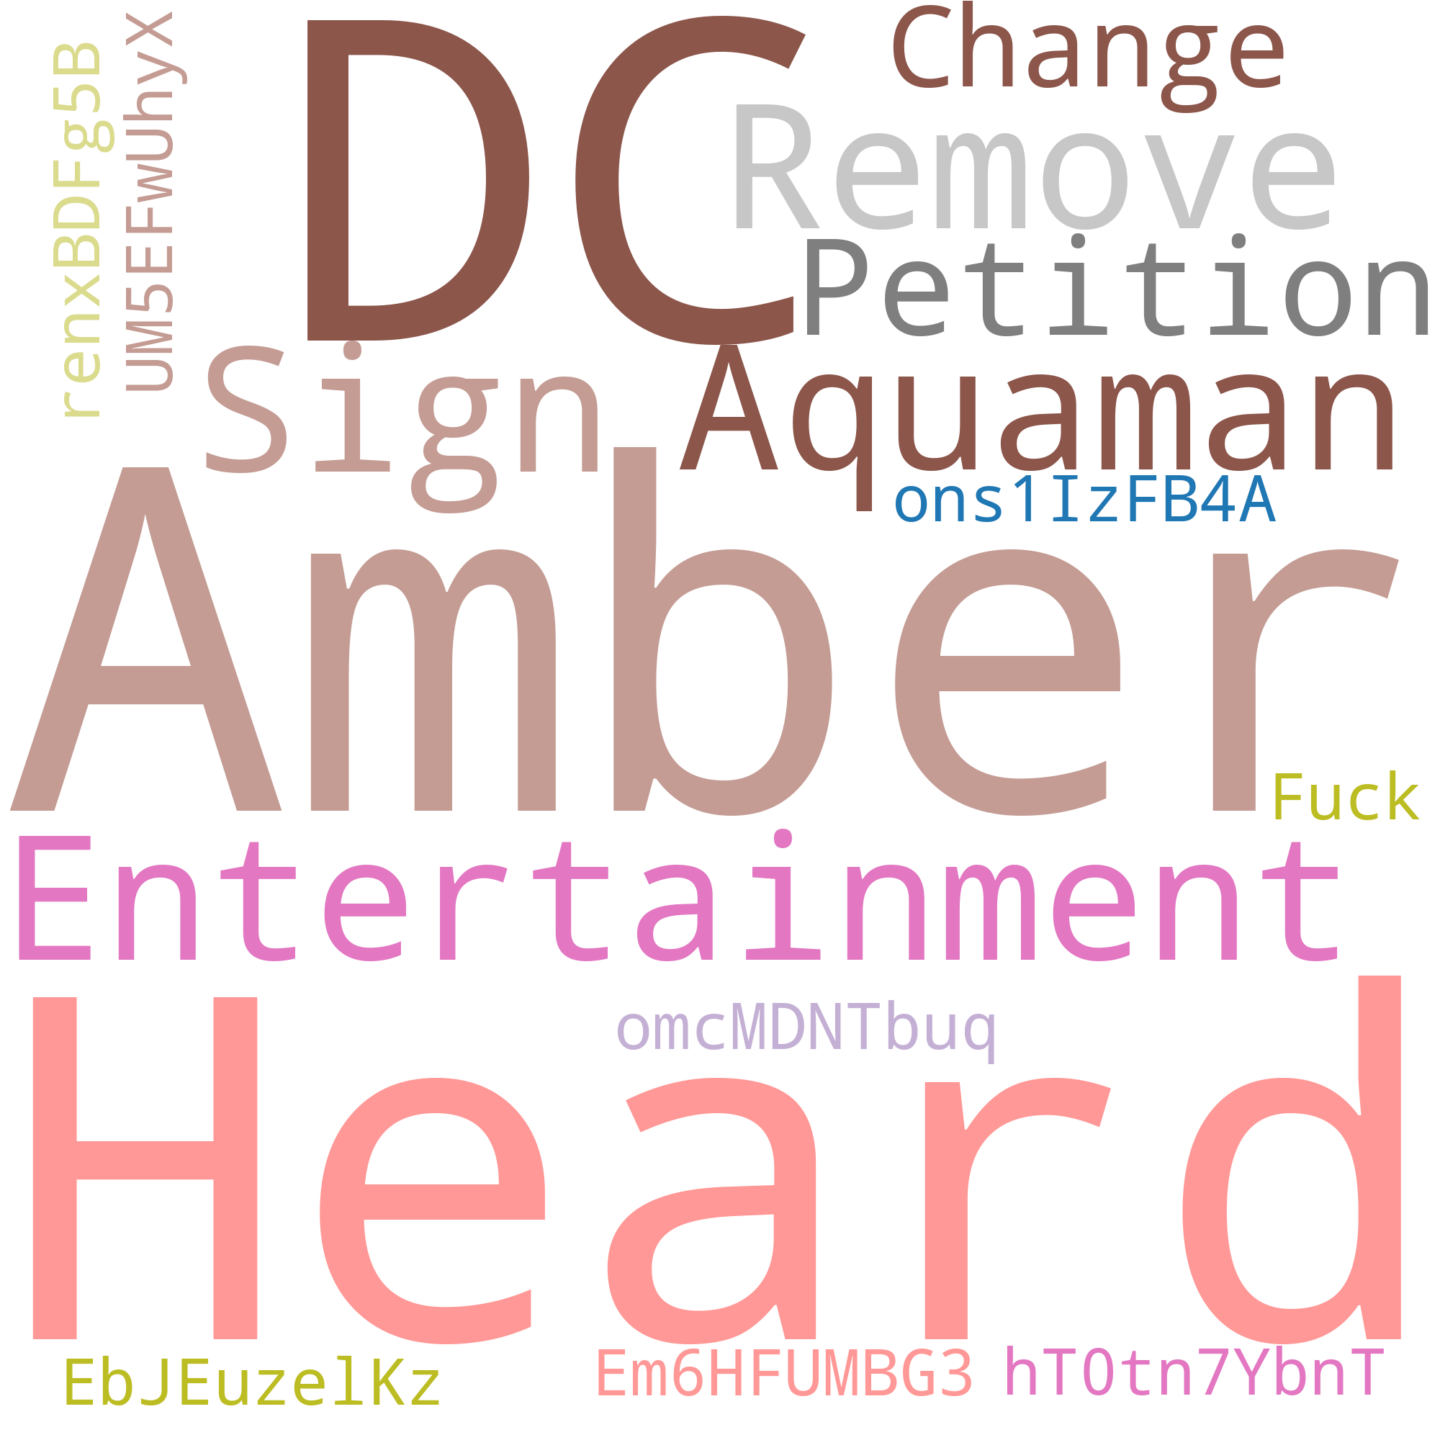 renxBDFg5B
UM5EFwUhyX
DC
Change
Remove
Petition
Sign
Aquaman
ons1IzFB4A
Amber
Fuck
Entertainment
omcMDNTbuq
Heard
EbJEuzelKz
Em6HFUMBG3
hT0tn7YbnT